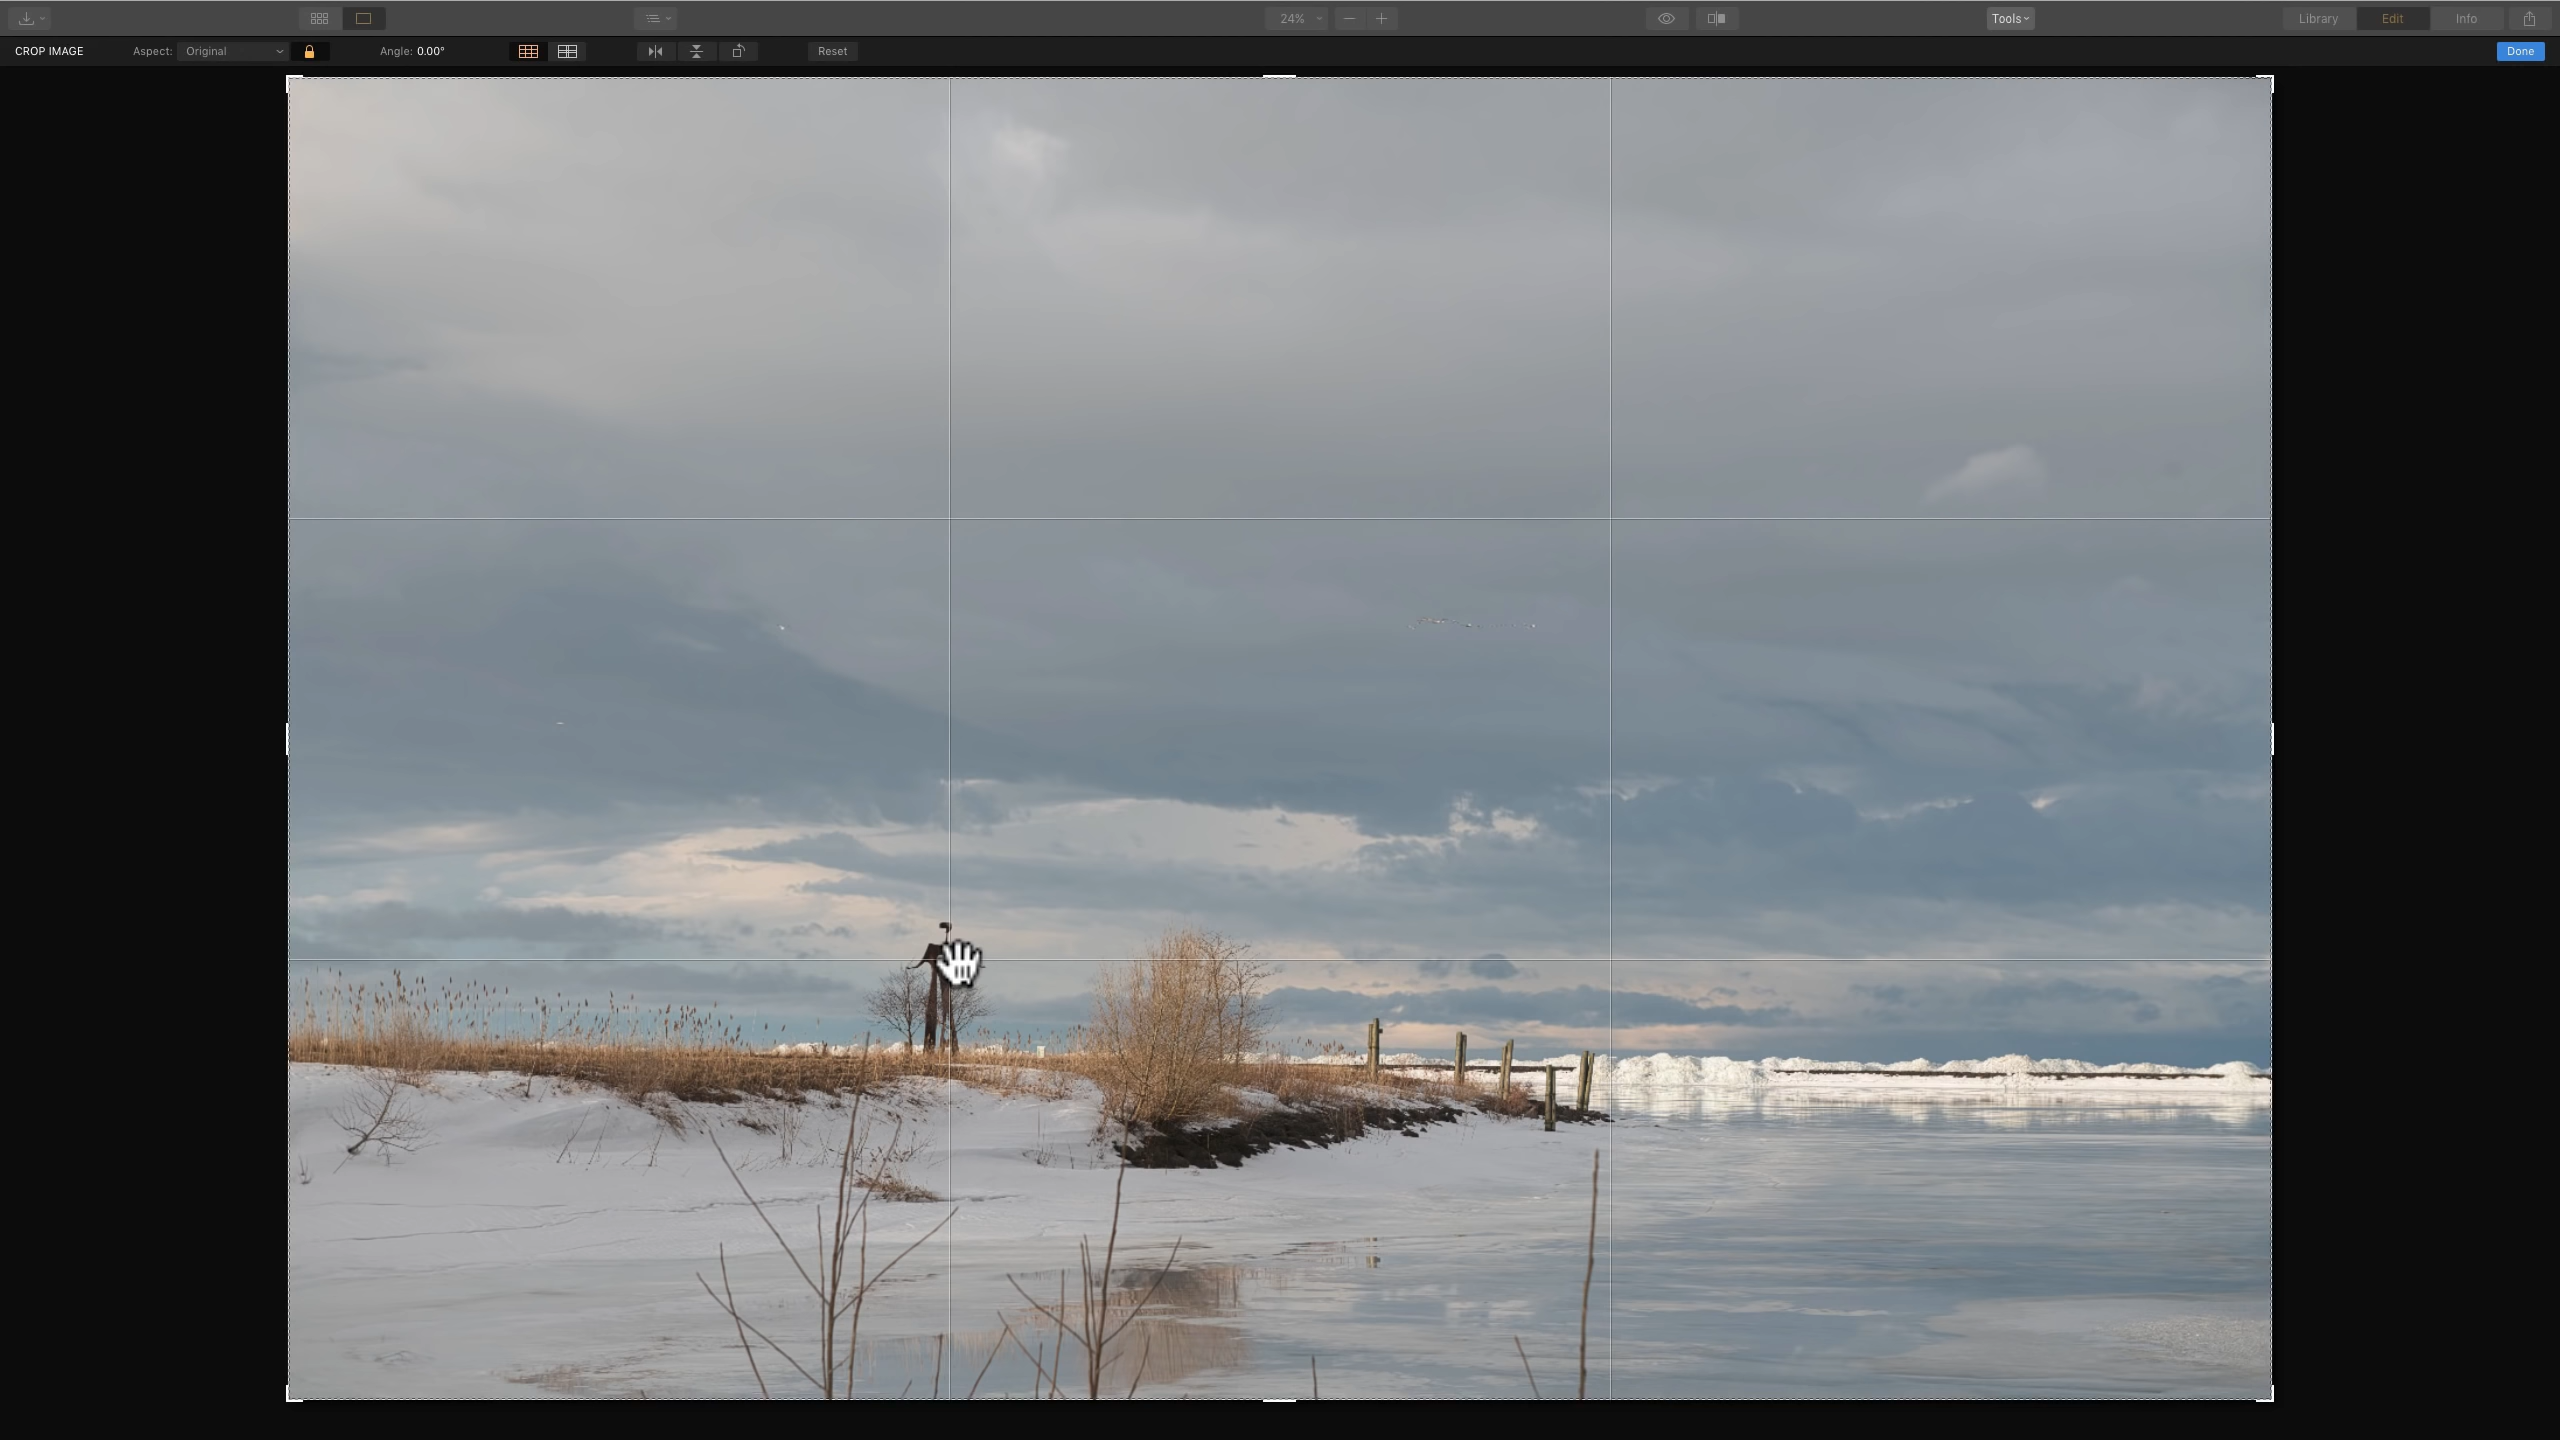 24% Tools Library Edit Info
CROP IMAGE Aspect: Original Angle: 0.00° Reset Done